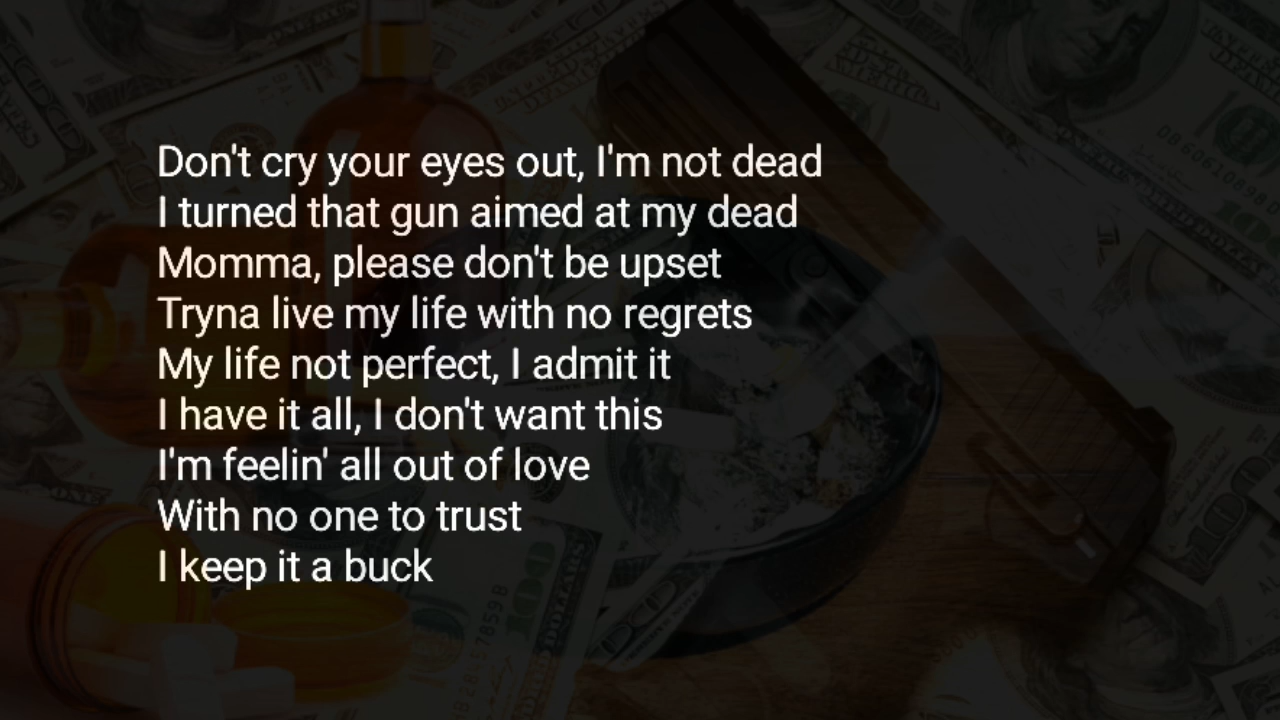 Don't cry your eyes out, I'm not dead
I turned that gun aimed at my dead
Momma, please don't be upset
Tryna live my life with no regrets
My life not perfect, I admit it
I have it all, I don't want this
I'm feelin' all out of love
With no one to trust
I keep it a buck